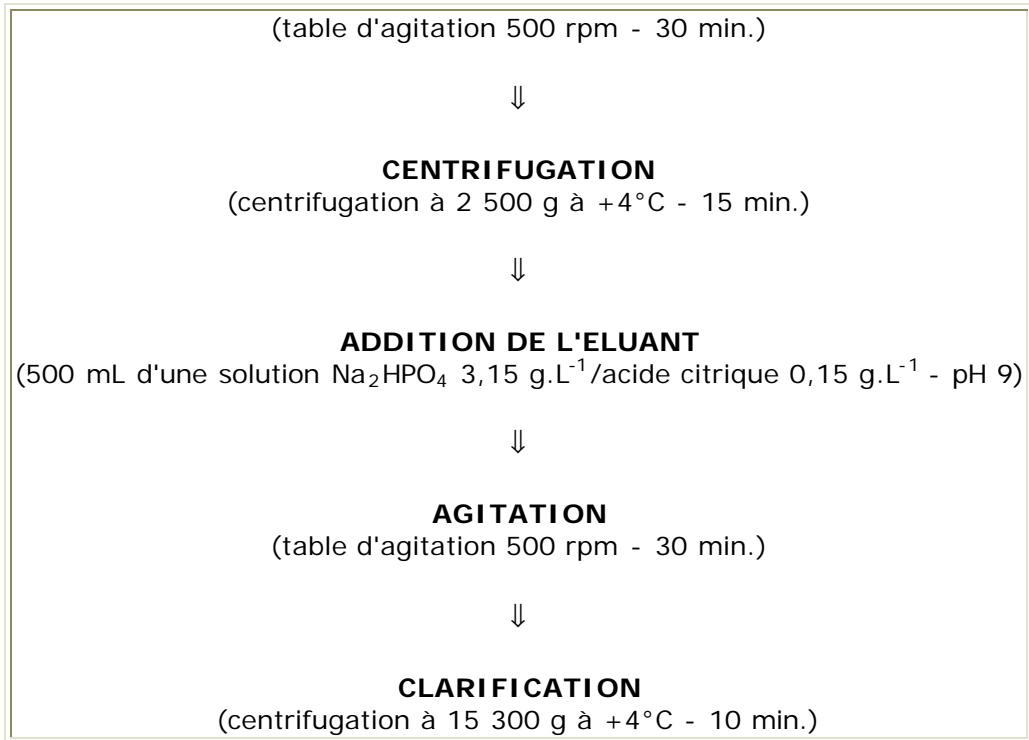 (table d'agitation 500 rpm - 30 min.)
⇓
CENTRIFUGATION
(centrifugation à 2 500 g à +4°C - 15 min.)
⇓
ADDITION DE L'ELUANT
(500 mL d'une solution Na₂HPO₄ 3,15 g.L⁻¹/acide citrique 0,15 g.L⁻¹ - pH 9)
⇓
AGITATION
(table d'agitation 500 rpm - 30 min.)
⇓
CLARIFICATION
(centrifugation à 15 300 g à +4°C - 10 min.)